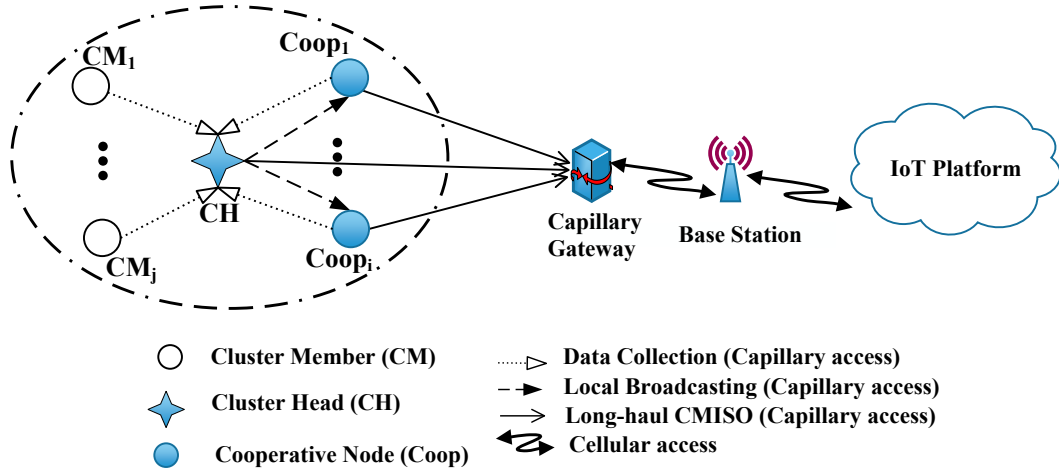 CM1
Coop1
CH
CMj
Coopi
Capillary
Gateway
Base Station
IoT Platform
Cluster Member (CM)
Cluster Head (CH)
Cooperative Node (Coop)
Data Collection (Capillary access)
Local Broadcasting (Capillary access)
Long-haul CMISO (Capillary access)
Cellular access